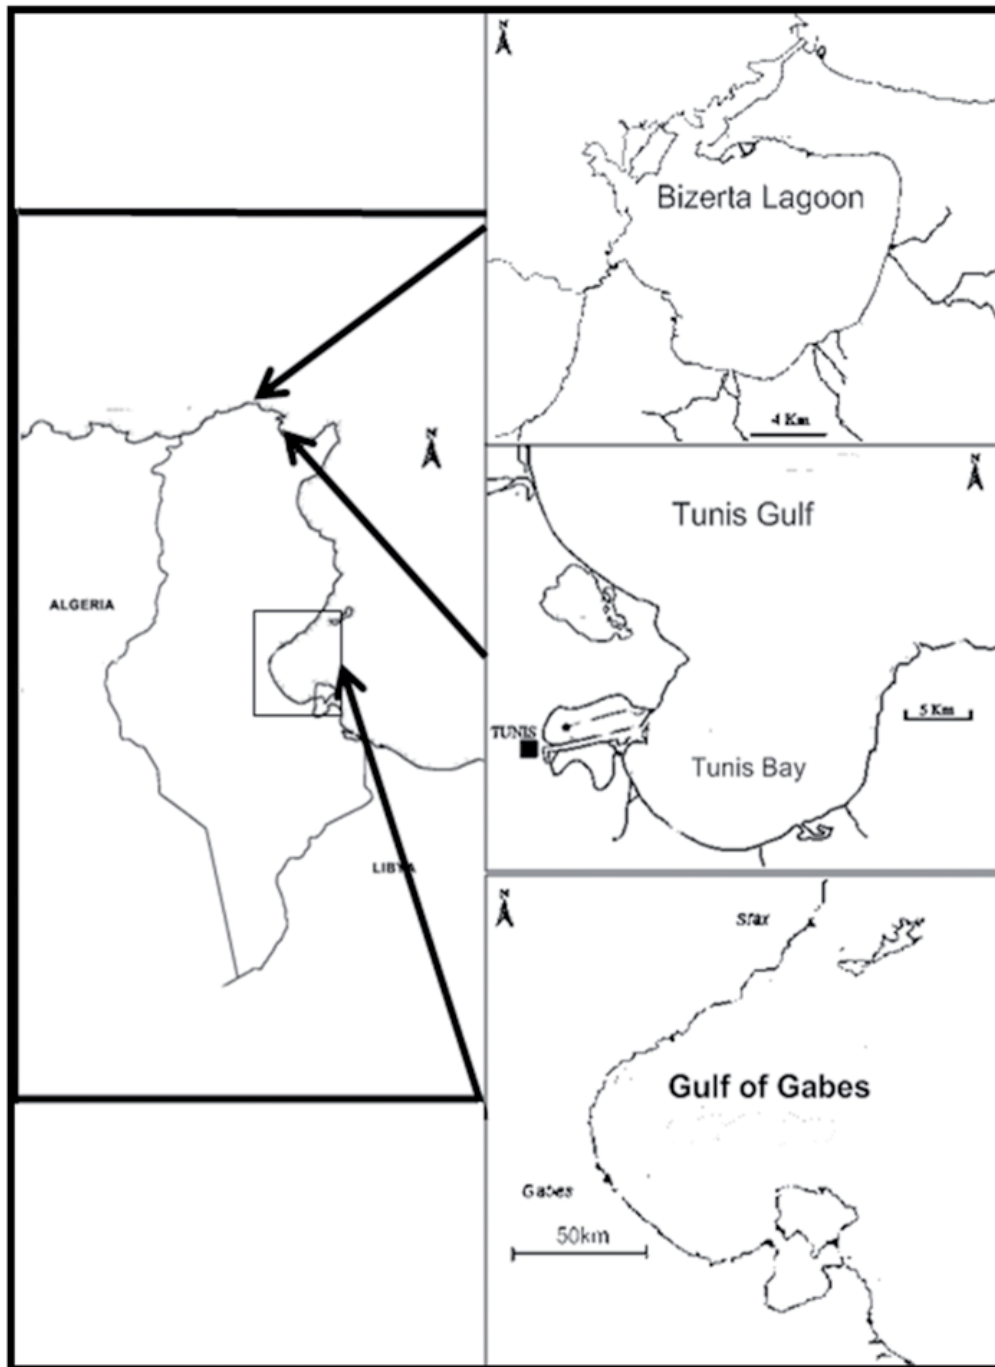 N
ALGERIA
LIBYA
N
Bizerta Lagoon
4 Km
N
Tunis Gulf
5 Km
TUNIS
Tunis Bay
N
sfax
Gulf of Gabes
Gabes
50km